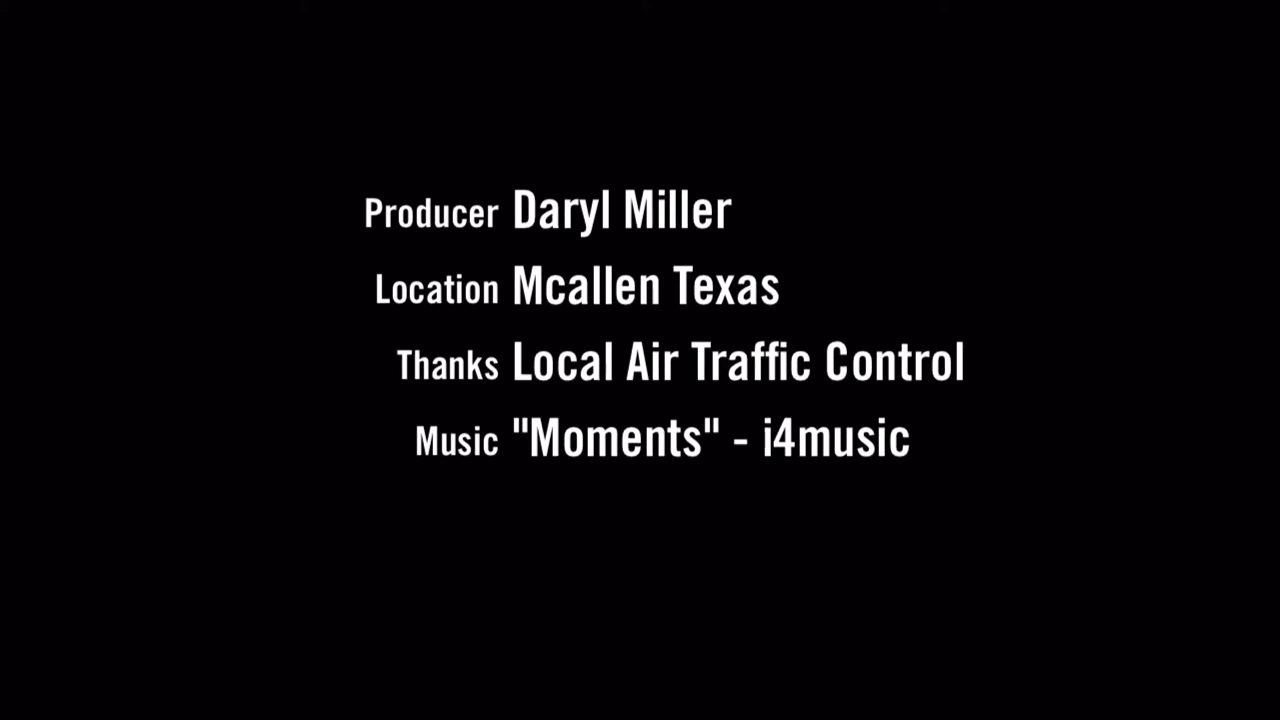 Producer Daryl Miller
Location Mcallen Texas
Thanks Local Air Traffic Control
Music "Moments" - i4music